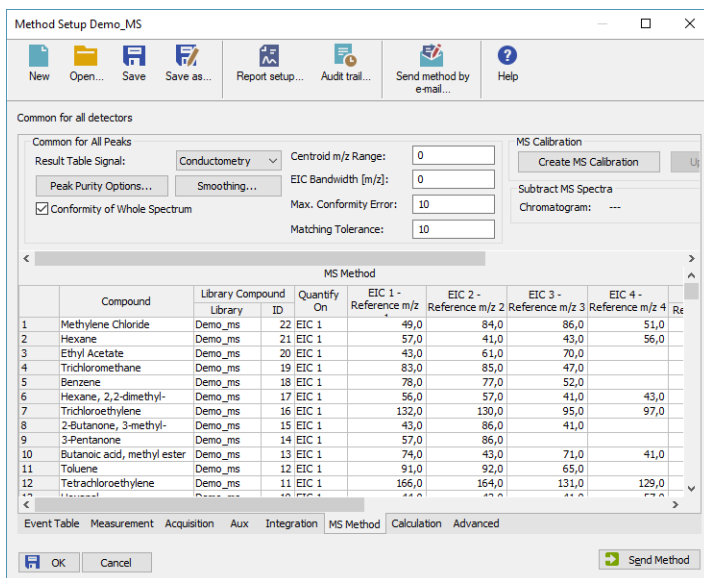 Method Setup Demo_MS
New Open... Save Save as... Report setup... Audit trail... Send method by e-mail... Help
Common for all detectors
Common for All Peaks
Result Table Signal: Conductometry
Peak Purity Options... Smoothing...
Conformity of Whole Spectrum
Centroid m/z Range: 0
EIC Bandwidth [m/z]: 0
Max. Conformity Error: 10
Matching Tolerance: 10
MS Calibration
Create MS Calibration Up
Subtract MS Spectra
Chromatogram: ---
MS Method
Compound Library Compound Library ID Quantify On EIC 1 - Reference m/z EIC 2 - Reference m/z 2 EIC 3 - Reference m/z 3 EIC 4 - Reference m/z 4 Re
1 Methylene Chloride Demo_ms 22 EIC 1 49,0 84,0 86,0 51,0
2 Hexane Demo_ms 21 EIC 1 57,0 41,0 43,0 56,0
3 Ethyl Acetate Demo_ms 20 EIC 1 43,0 61,0 70,0
4 Trichloromethane Demo_ms 19 EIC 1 83,0 85,0 47,0
5 Benzene Demo_ms 18 EIC 1 78,0 77,0 52,0
6 Hexane, 2,2-dimethyl- Demo_ms 17 EIC 1 56,0 57,0 41,0 43,0
7 Trichloroethylene Demo_ms 16 EIC 1 132,0 130,0 95,0 97,0
8 2-Butanone, 3-methyl- Demo_ms 15 EIC 1 43,0 86,0 41,0
9 3-Pentanone Demo_ms 14 EIC 1 57,0 86,0
10 Butanoic acid, methyl ester Demo_ms 13 EIC 1 74,0 43,0 71,0 41,0
11 Toluene Demo_ms 12 EIC 1 91,0 92,0 65,0
12 Tetrachloroethylene Demo_ms 11 EIC 1 166,0 164,0 131,0 129,0
Event Table Measurement Acquisition Aux Integration MS Method Calculation Advanced
OK Cancel Send Method